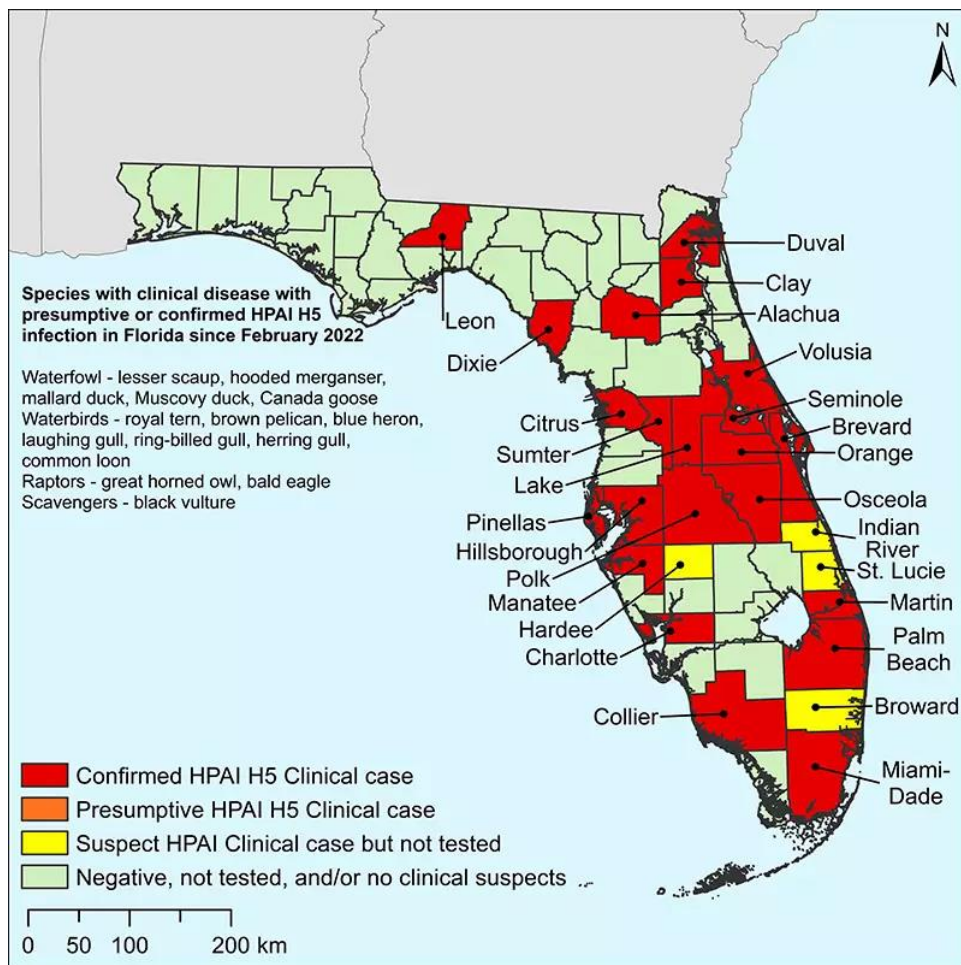 N
Duval
Clay
Alachua
Species with clinical disease with
presumptive or confirmed HPAI H5
infection in Florida since February 2022
Leon
Dixie
Volusia
Waterfowl - lesser scaup, hooded merganser,
mallard duck, Muscovy duck, Canada goose
Waterbirds - royal tern, brown pelican, blue heron,
laughing gull, ring-billed gull, herring gull,
common loon
Raptors - great horned owl, bald eagle
Scavengers - black vulture
Citrus
Seminole
Brevard
Sumter
Orange
Lake
Osceola
Pinellas
Indian
River
Hillsborough
St. Lucie
Polk
Manatee
Martin
Hardee
Palm
Beach
Charlotte
Broward
Collier
Miami-
Dade
Confirmed HPAI H5 Clinical case
Presumptive HPAI H5 Clinical case
Suspect HPAI Clinical case but not tested
Negative, not tested, and/or no clinical suspects
0 50 100 200 km